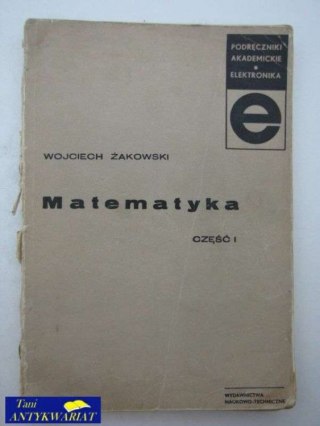 PODRĘCZNIKI
AKADEMICKIE
•
ELEKTRONIKA
e
WOJCIECH ŻAKOWSKI
Matematyka
CZĘŚĆ I
WYDAWNICTWA
NAUKOWO-TECHNICZNE
Tani
ANTYKWARIAT